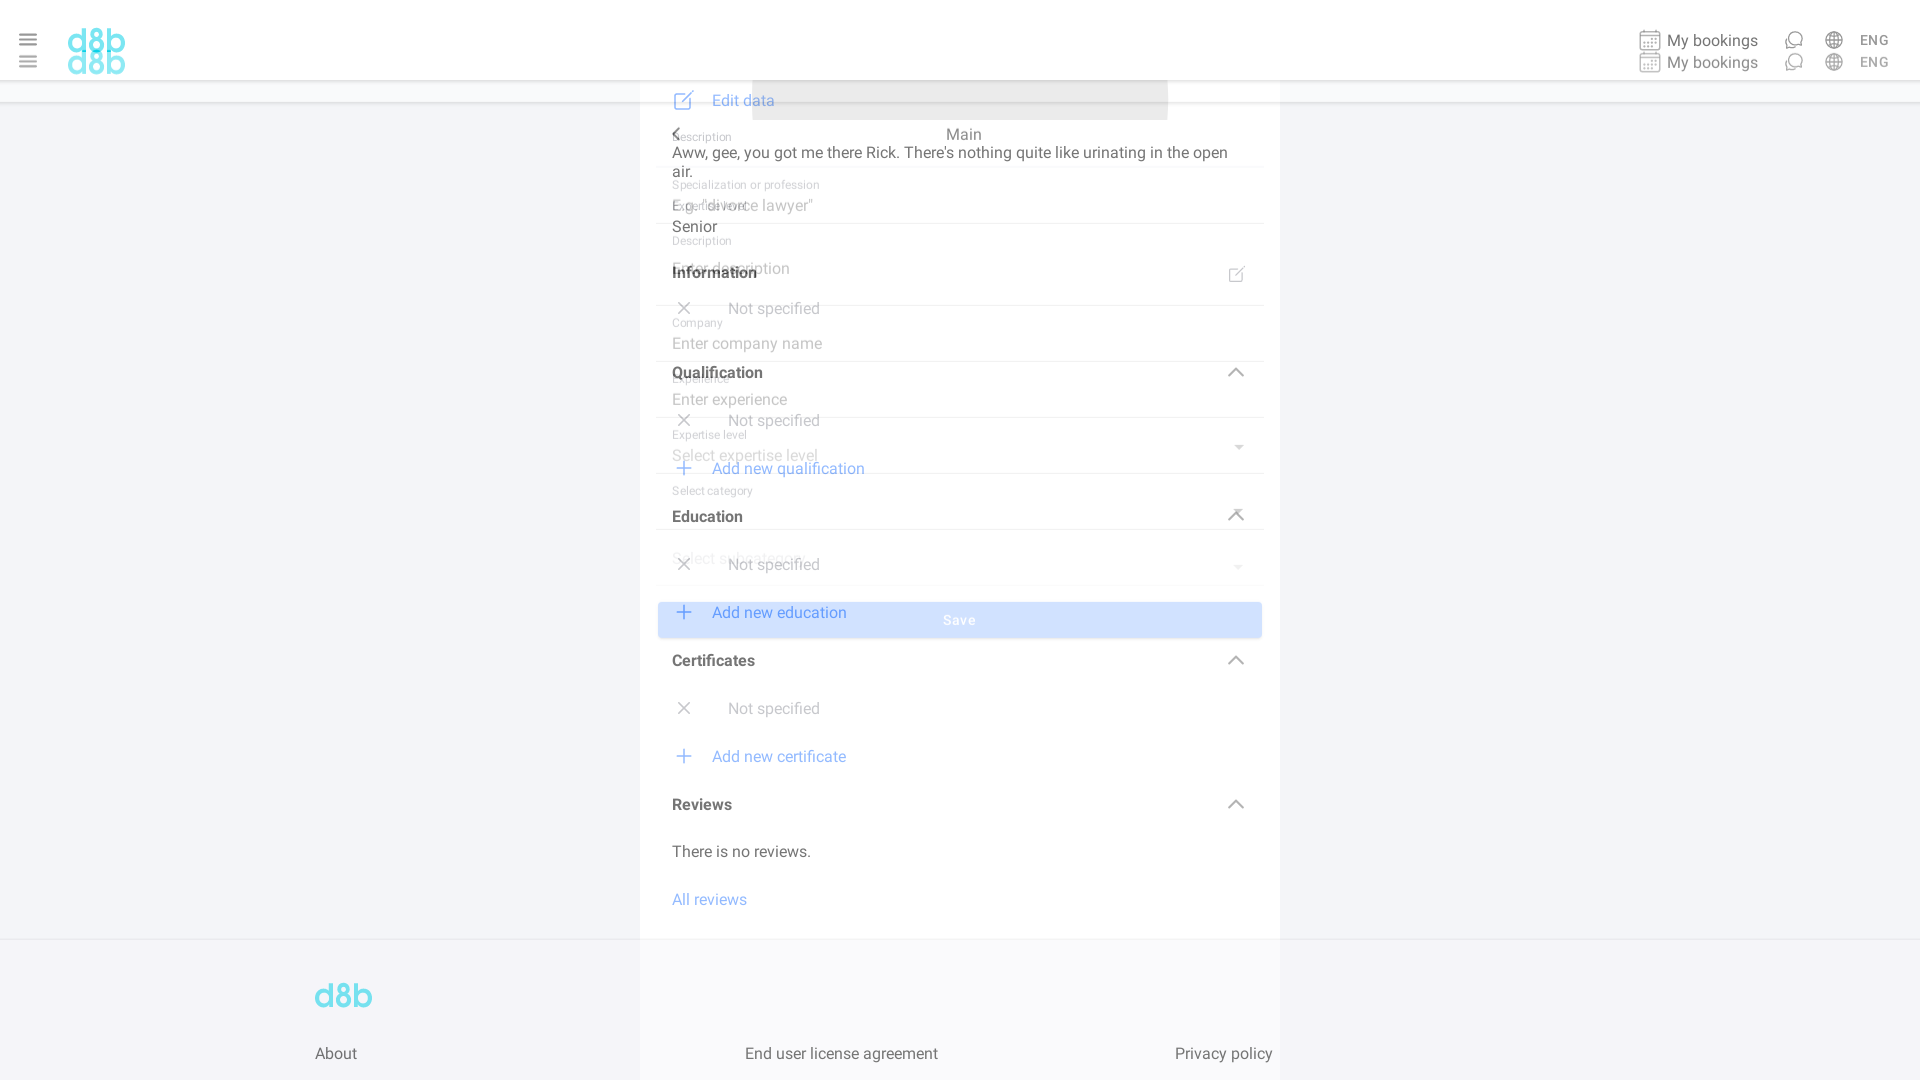 d8b
My bookings
ENG
d8b
My bookings
ENG
Edit data
Main
Description
Aww, gee, you got me there Rick. There's nothing quite like urinating in the open
air.
Specialization or profession
Expertise level
E.g. "divorce lawyer"
Senior
Description
Enter description
Information
Not specified
Company
Enter company name
Qualification
Experience
Enter experience
Not specified
Expertise level
Select expertise level
Add new qualification
Select category
Education
Select subcategory
Not specified
Add new education
Save
Certificates
Not specified
Add new certificate
Reviews
There is no reviews.
All reviews
d8b
About
End user license agreement
Privacy policy